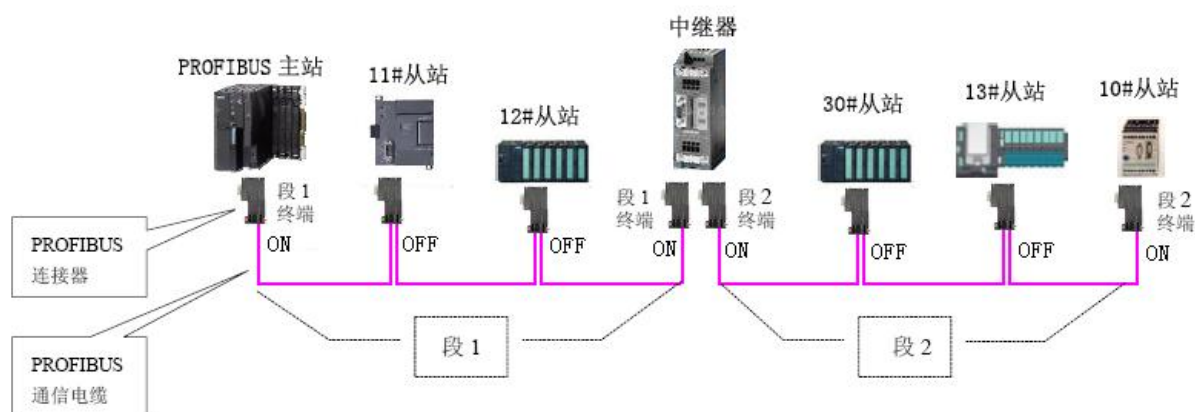 中继器
PROFIBUS 主站
11#从站
12#从站
30#从站
13#从站
10#从站
段 1
终端
段 1
终端
段 2
终端
段 2
终端
ON
OFF
OFF
ON
ON
OFF
OFF
ON
PROFIBUS
连接器
段 1
段 2
PROFIBUS
通信电缆